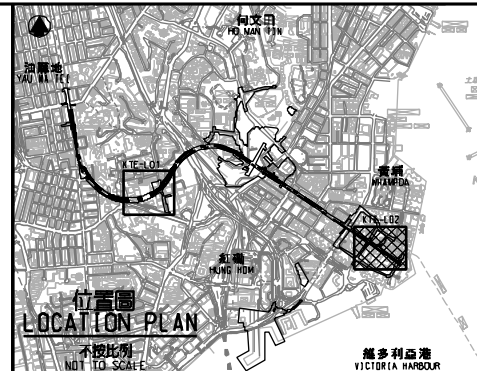 何文田
HO MAN TIN
油麻地
YAU MA TEI
KTE-L01
黃埔
WHAMPOA
KTE-L02
紅磡
HUNG HOM
位置圖
LOCATION PLAN
不按比例
NOT TO SCALE
維多利亞港
VICTORIA HARBOUR